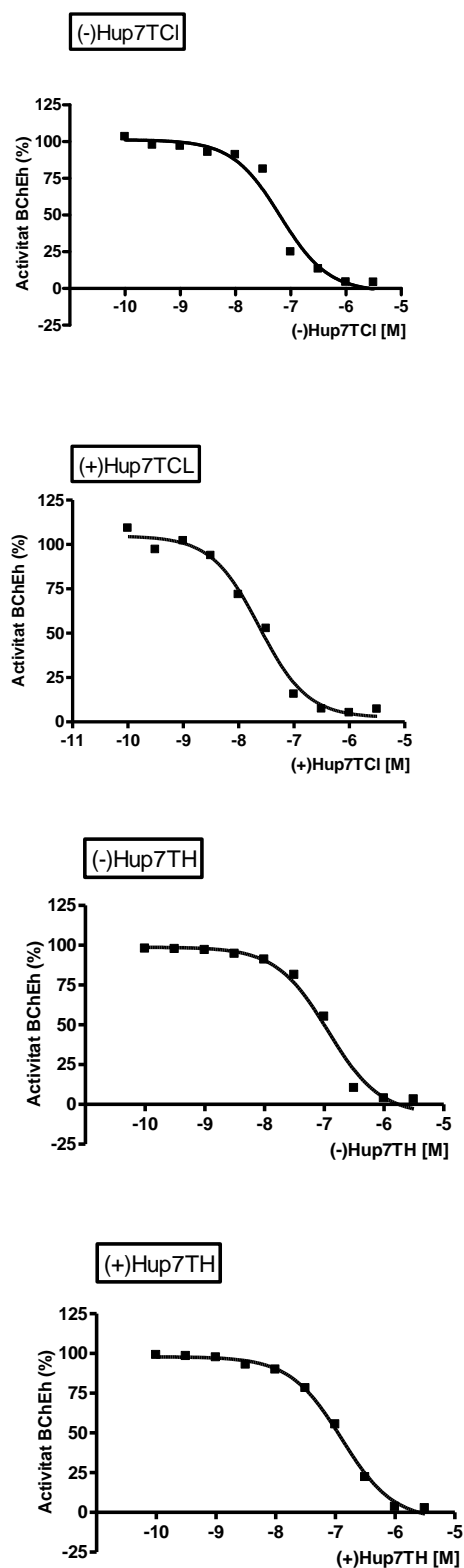 (-)Hup7TCl
125
100
75
50
25
0
-25
Activitat BChEh (%)
-10 -9 -8 -7 -6 -5
(-)Hup7TCl [M]
(+)Hup7TCL
125
100
75
50
25
0
Activitat BChEh (%)
-11 -10 -9 -8 -7 -6 -5
(+)Hup7TCl [M]
(-)Hup7TH
125
100
75
50
25
0
-25
Activitat BChEh (%)
-10 -9 -8 -7 -6 -5
(-)Hup7TH [M]
(+)Hup7TH
125
100
75
50
25
0
-25
Activitat BChEh (%)
-10 -9 -8 -7 -6 -5
(+)Hup7TH [M]